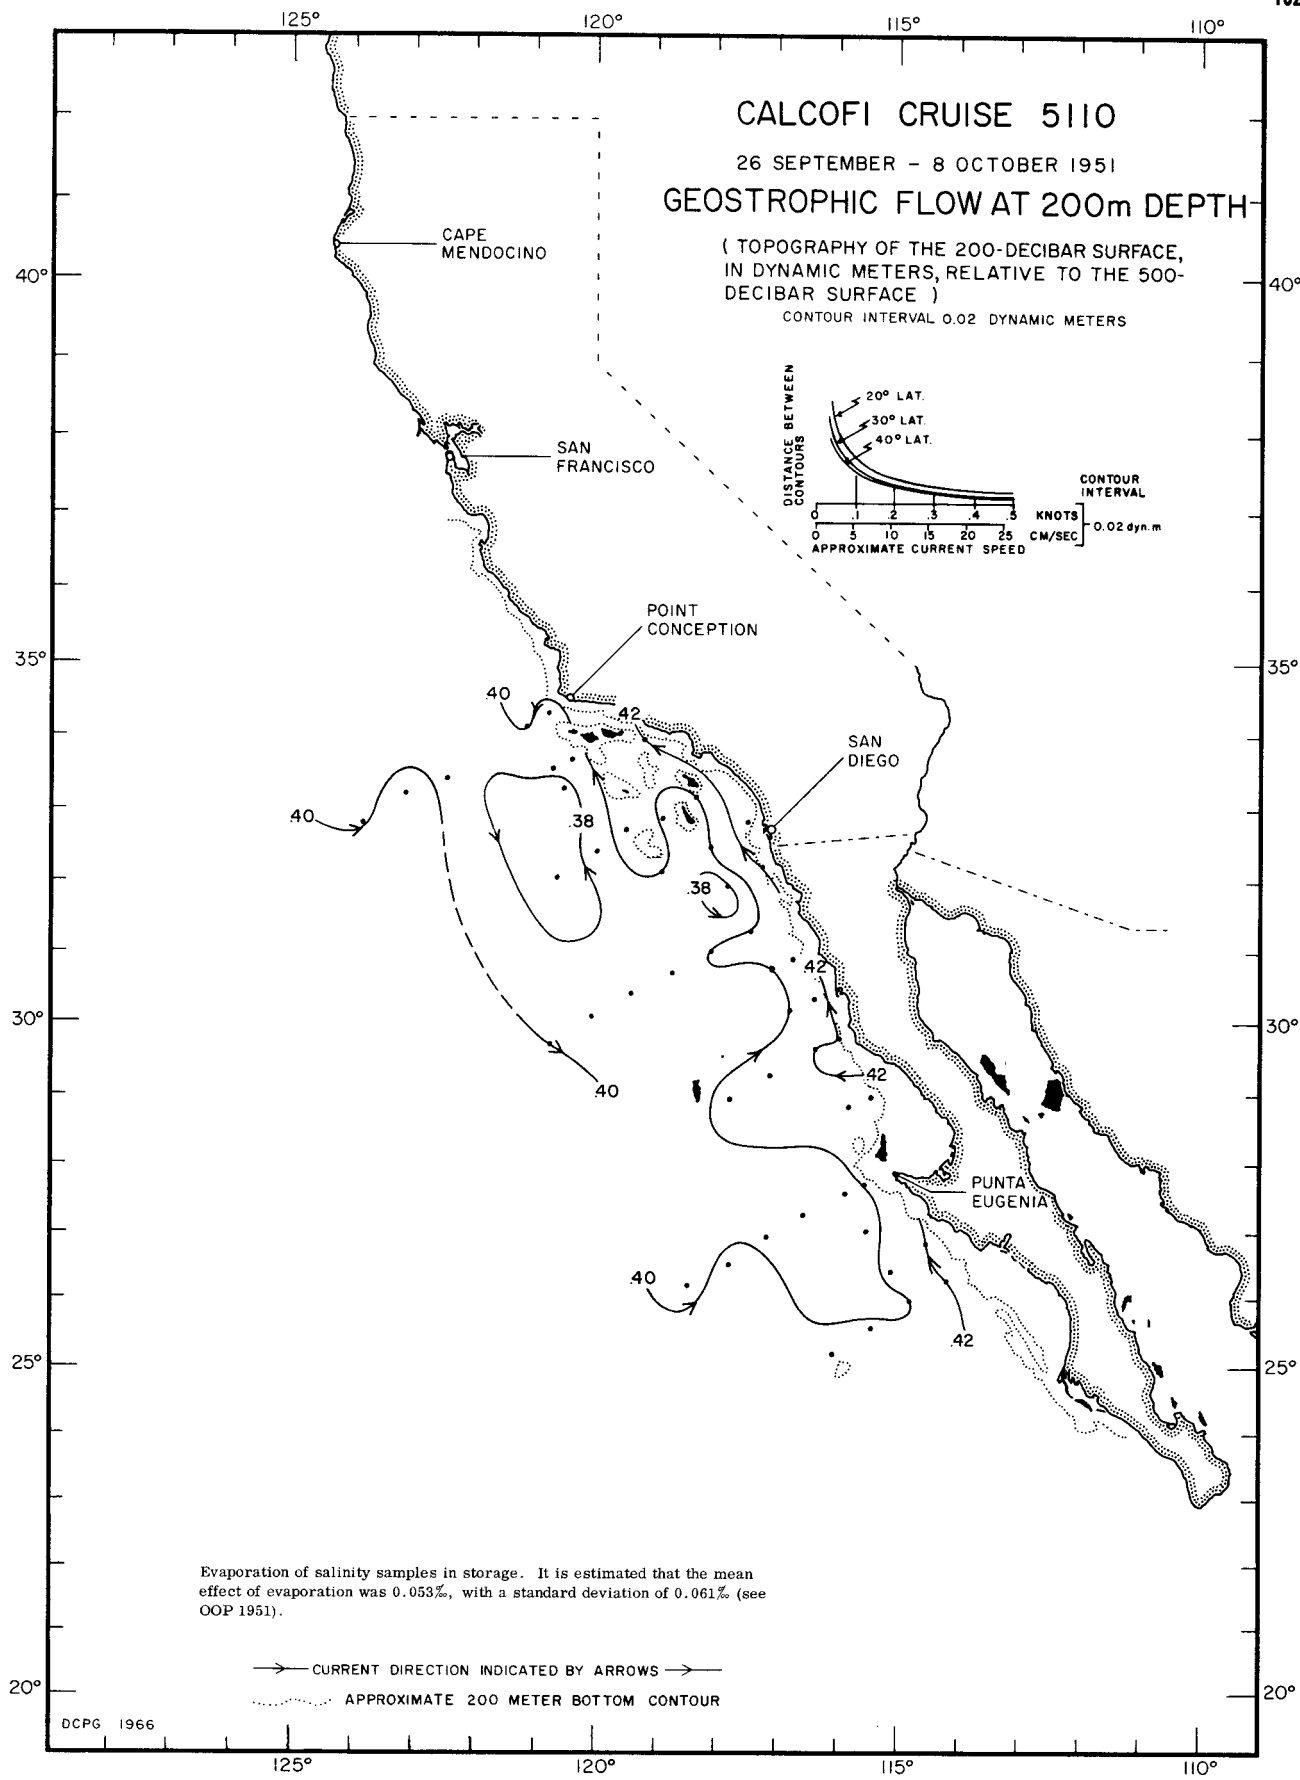 125°
120°
115°
110°
CALCOFI CRUISE 5110
26 SEPTEMBER - 8 OCTOBER 1951
GEOSTROPHIC FLOW AT 200m DEPTH
( TOPOGRAPHY OF THE 200-DECIBAR SURFACE,
IN DYNAMIC METERS, RELATIVE TO THE 500-
DECIBAR SURFACE )
CONTOUR INTERVAL 0.02 DYNAMIC METERS
CAPE
MENDOCINO
40°
40°
DISTANCE BETWEEN
CONTOURS
20° LAT.
30° LAT.
40° LAT.
SAN
FRANCISCO
CONTOUR
INTERVAL
0 .1 .2 .3 .4 .5 KNOTS
0.02 dyn.m
0 5 10 15 20 25 CM/SEC
APPROXIMATE CURRENT SPEED
POINT
CONCEPTION
35°
35°
.40
.42
SAN
DIEGO
.40
.38
.38
.42
30°
30°
.42
.40
PUNTA
EUGENIA
.40
.42
25°
25°
Evaporation of salinity samples in storage. It is estimated that the mean
effect of evaporation was 0.053‰, with a standard deviation of 0.061‰ (see
OOP 1951).
CURRENT DIRECTION INDICATED BY ARROWS
APPROXIMATE 200 METER BOTTOM CONTOUR
20°
20°
DCPG 1966
125°
120°
115°
110°